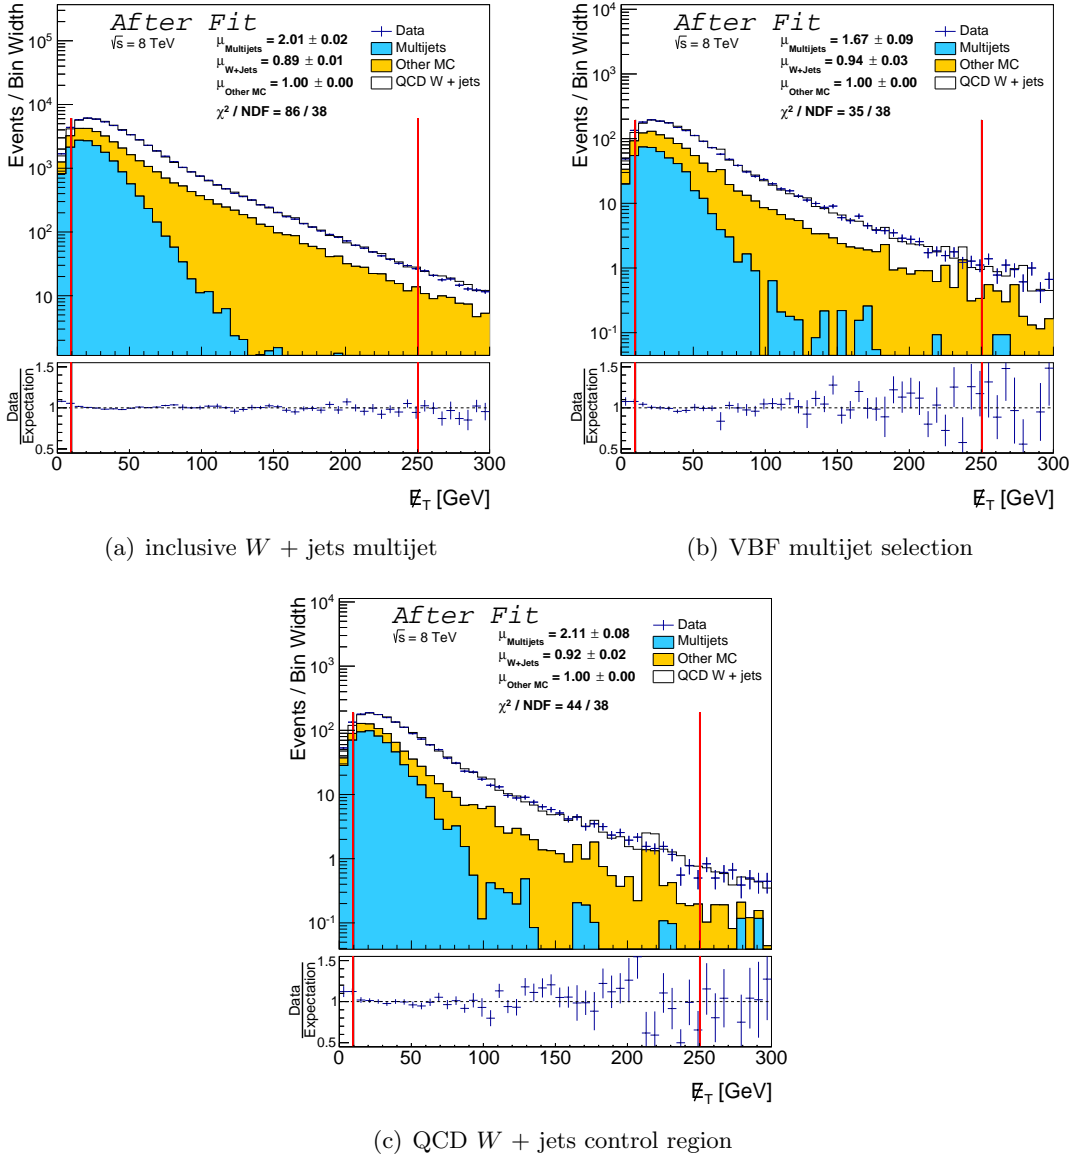 After Fit
√s = 8 TeV
μMultijets = 2.01 ± 0.02
μW+Jets = 0.89 ± 0.01
μOther MC = 1.00 ± 0.00
χ² / NDF = 86 / 38
Data
Multijets
Other MC
QCD W + jets
Events / Bin Width
10⁵
10⁴
10³
10²
10
Data
Expectation
1.5
1
0.5
0 50 100 150 200 250 300
E̸T [GeV]
(a) inclusive W + jets multijet
After Fit
√s = 8 TeV
μMultijets = 1.67 ± 0.09
μW+Jets = 0.94 ± 0.03
μOther MC = 1.00 ± 0.00
χ² / NDF = 35 / 38
Data
Multijets
Other MC
QCD W + jets
Events / Bin Width
10⁴
10³
10²
10
1
10⁻¹
Data
Expectation
1.5
1
0.5
0 50 100 150 200 250 300
E̸T [GeV]
(b) VBF multijet selection
After Fit
√s = 8 TeV
μMultijets = 2.11 ± 0.08
μW+Jets = 0.92 ± 0.02
μOther MC = 1.00 ± 0.00
χ² / NDF = 44 / 38
Data
Multijets
Other MC
QCD W + jets
Events / Bin Width
10⁴
10³
10²
10
1
10⁻¹
Data
Expectation
1.5
1
0.5
0 50 100 150 200 250 300
E̸T [GeV]
(c) QCD W + jets control region